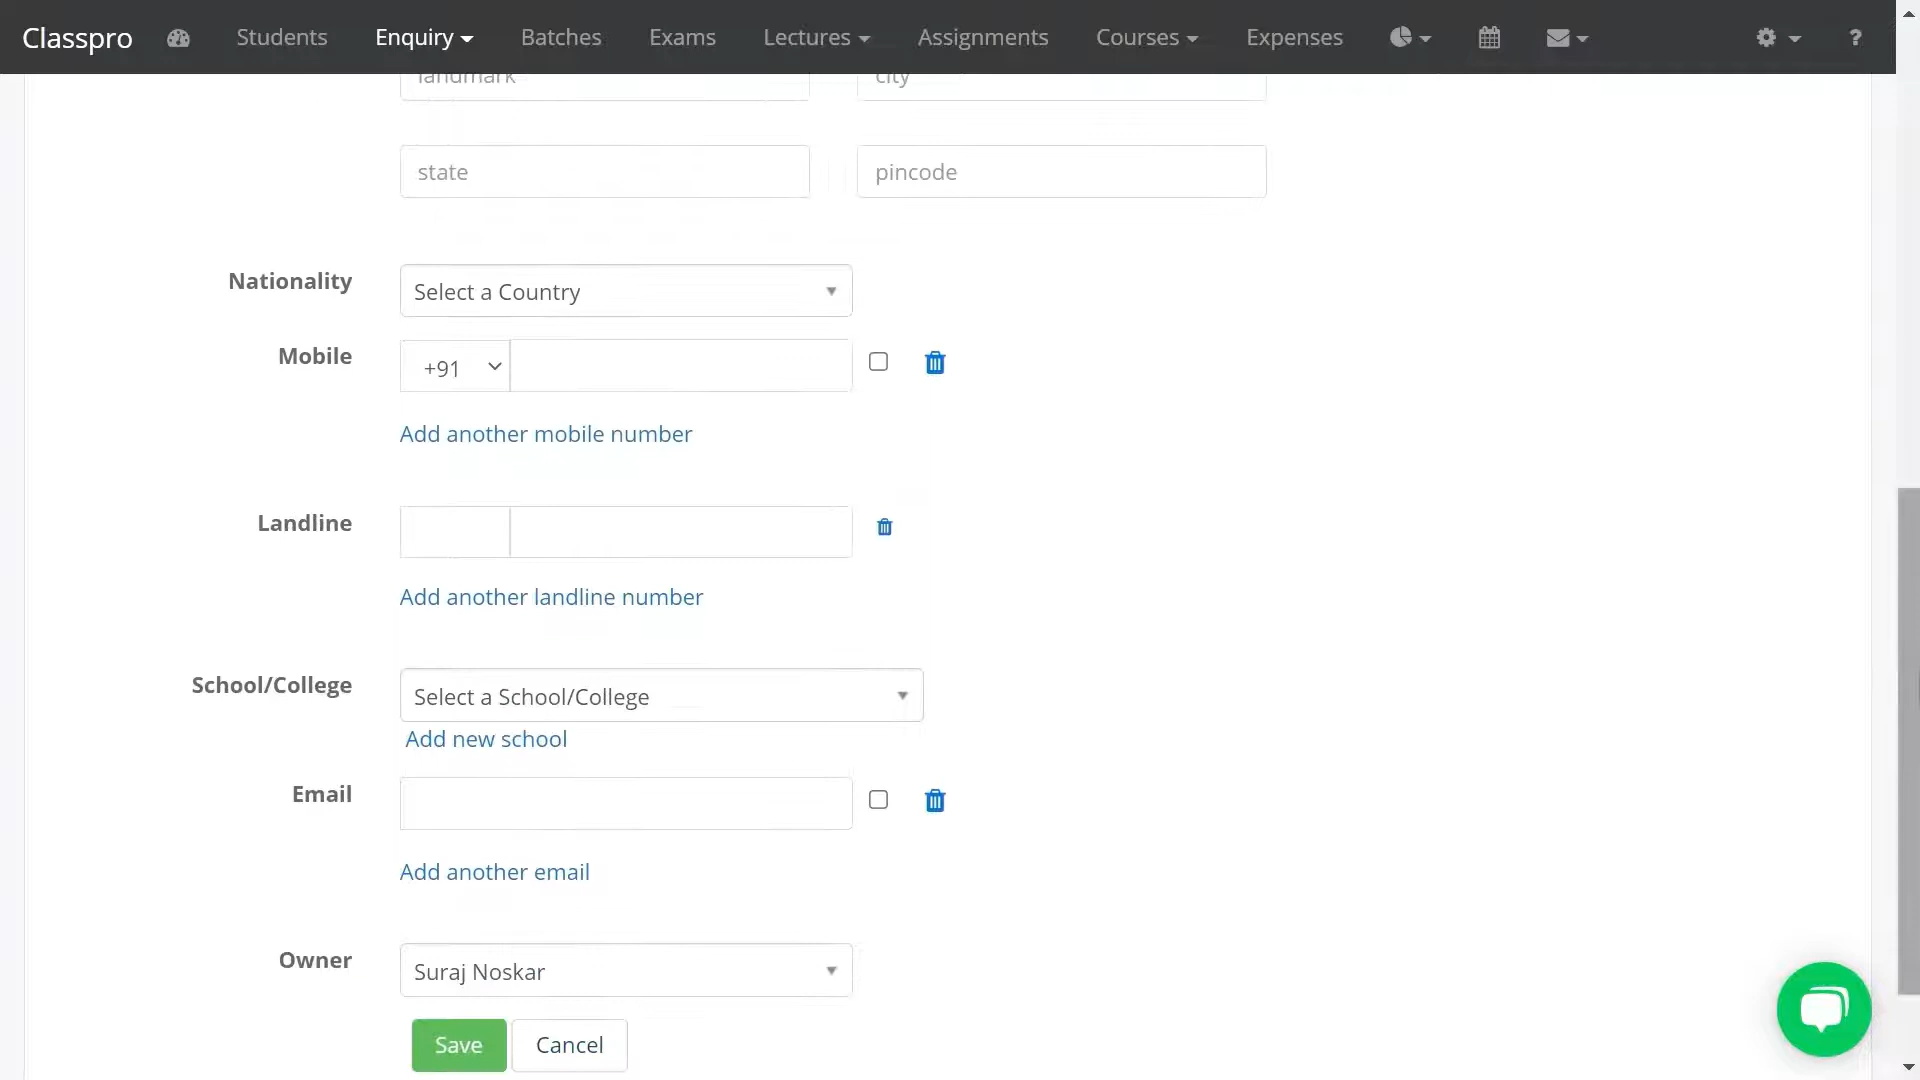 Classpro Students Enquiry Batches Exams Lectures Assignments Courses Expenses ?
landmark city
state pincode
Nationality Select a Country
Mobile +91
Add another mobile number
Landline
Add another landline number
School/College Select a School/College
Add new school
Email
Add another email
Owner Suraj Noskar
Save Cancel